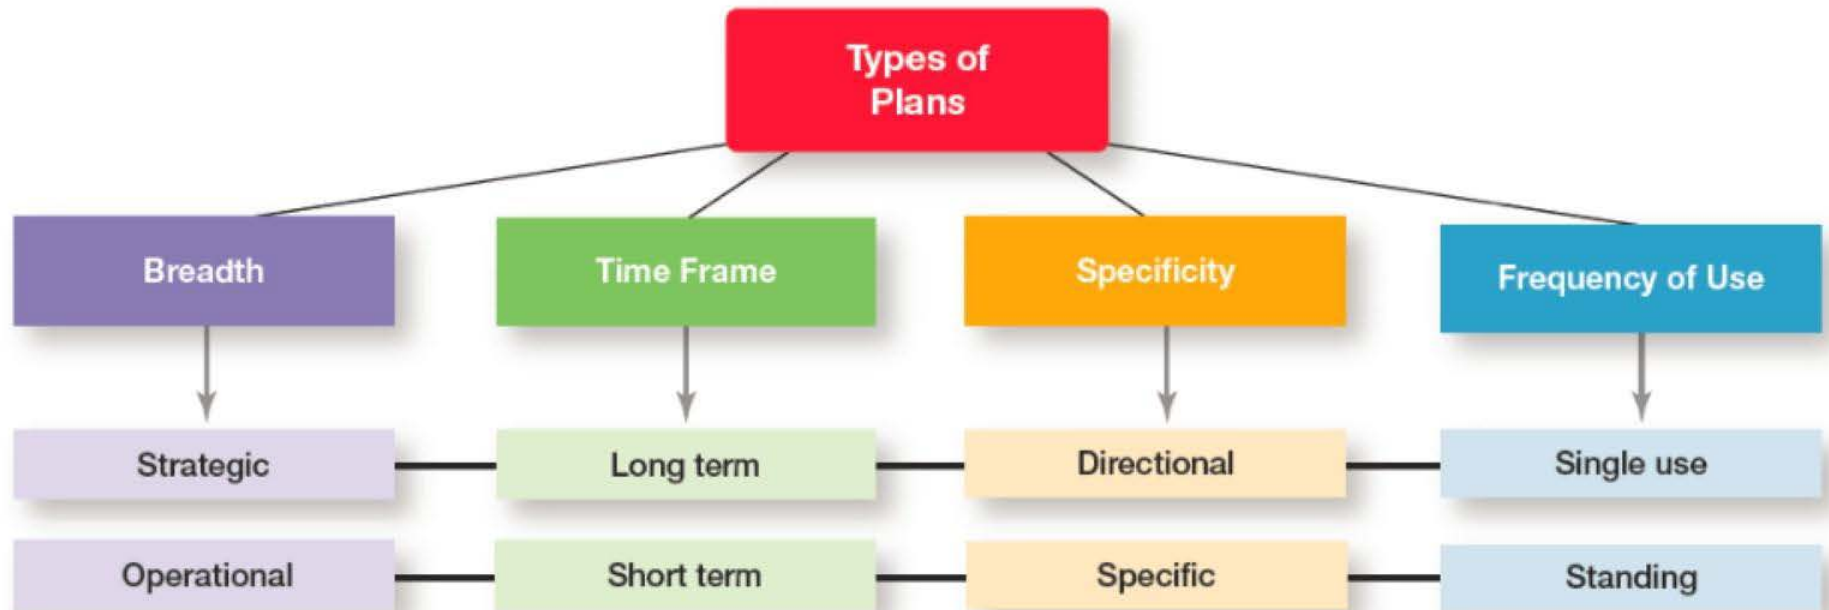 Types of
Plans
Breadth
Time Frame
Specificity
Frequency of Use
Strategic
Long term
Directional
Single use
Operational
Short term
Specific
Standing